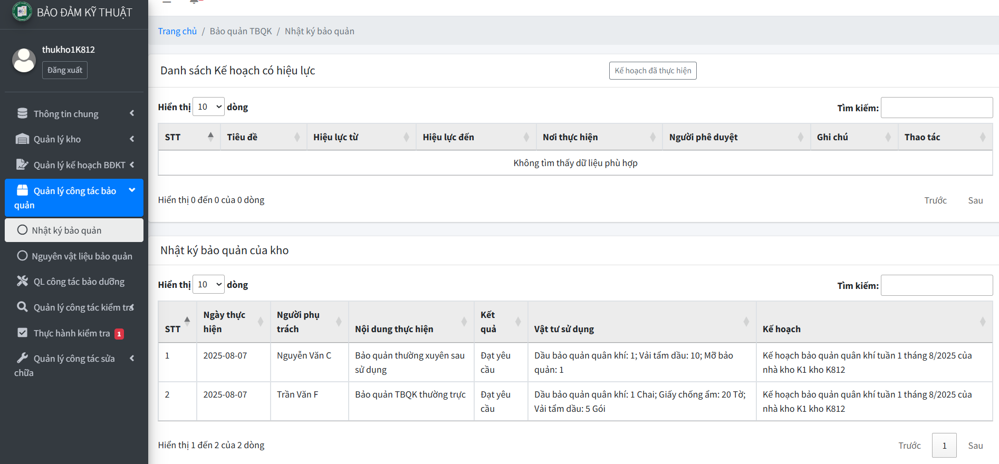 BẢO ĐẢM KỸ THUẬT
thukho1K812
Đăng xuất
Thông tin chung
Quản lý kho
Quản lý kế hoạch BĐKT
Quản lý công tác bảo
quản
Nhật ký bảo quản
Nguyên vật liệu bảo quản
QL công tác bảo dưỡng
Quản lý công tác kiểm tra
Thực hành kiểm tra 1
Quản lý công tác sửa
chữa
Trang chủ / Bảo quản TBQK / Nhật ký bảo quản
Danh sách Kế hoạch có hiệu lực
Kế hoạch đã thực hiện
Hiển thị 10 dòng
Tìm kiếm:
STT Tiêu đề Hiệu lực từ Hiệu lực đến Nơi thực hiện Người phê duyệt Ghi chú Thao tác
Không tìm thấy dữ liệu phù hợp
Hiển thị 0 đến 0 của 0 dòng
Trước Sau
Nhật ký bảo quản của kho
Hiển thị 10 dòng
Tìm kiếm:
STT
Ngày thực
hiện
Người phụ
trách
Nội dung thực hiện
Kết
quả
Vật tư sử dụng
Kế hoạch
1
2025-08-07
Nguyễn Văn C
Bảo quản thường xuyên sau
sử dụng
Đạt yêu
cầu
Dầu bảo quản quân khí: 1; Vải tẩm dầu: 10; Mỡ bảo
quản: 1
Kế hoạch bảo quản quân khí tuần 1 tháng 8/2025 của
nhà kho K1 kho K812
2
2025-08-07
Trần Văn F
Bảo quản TBQK thường trực
Đạt yêu
cầu
Dầu bảo quản quân khí: 1 Chai; Giấy chống ẩm: 20 Tờ;
Vải tẩm dầu: 5 Gói
Kế hoạch bảo quản quân khí tuần 1 tháng 8/2025 của
nhà kho K1 kho K812
Hiển thị 1 đến 2 của 2 dòng
Trước 1 Sau